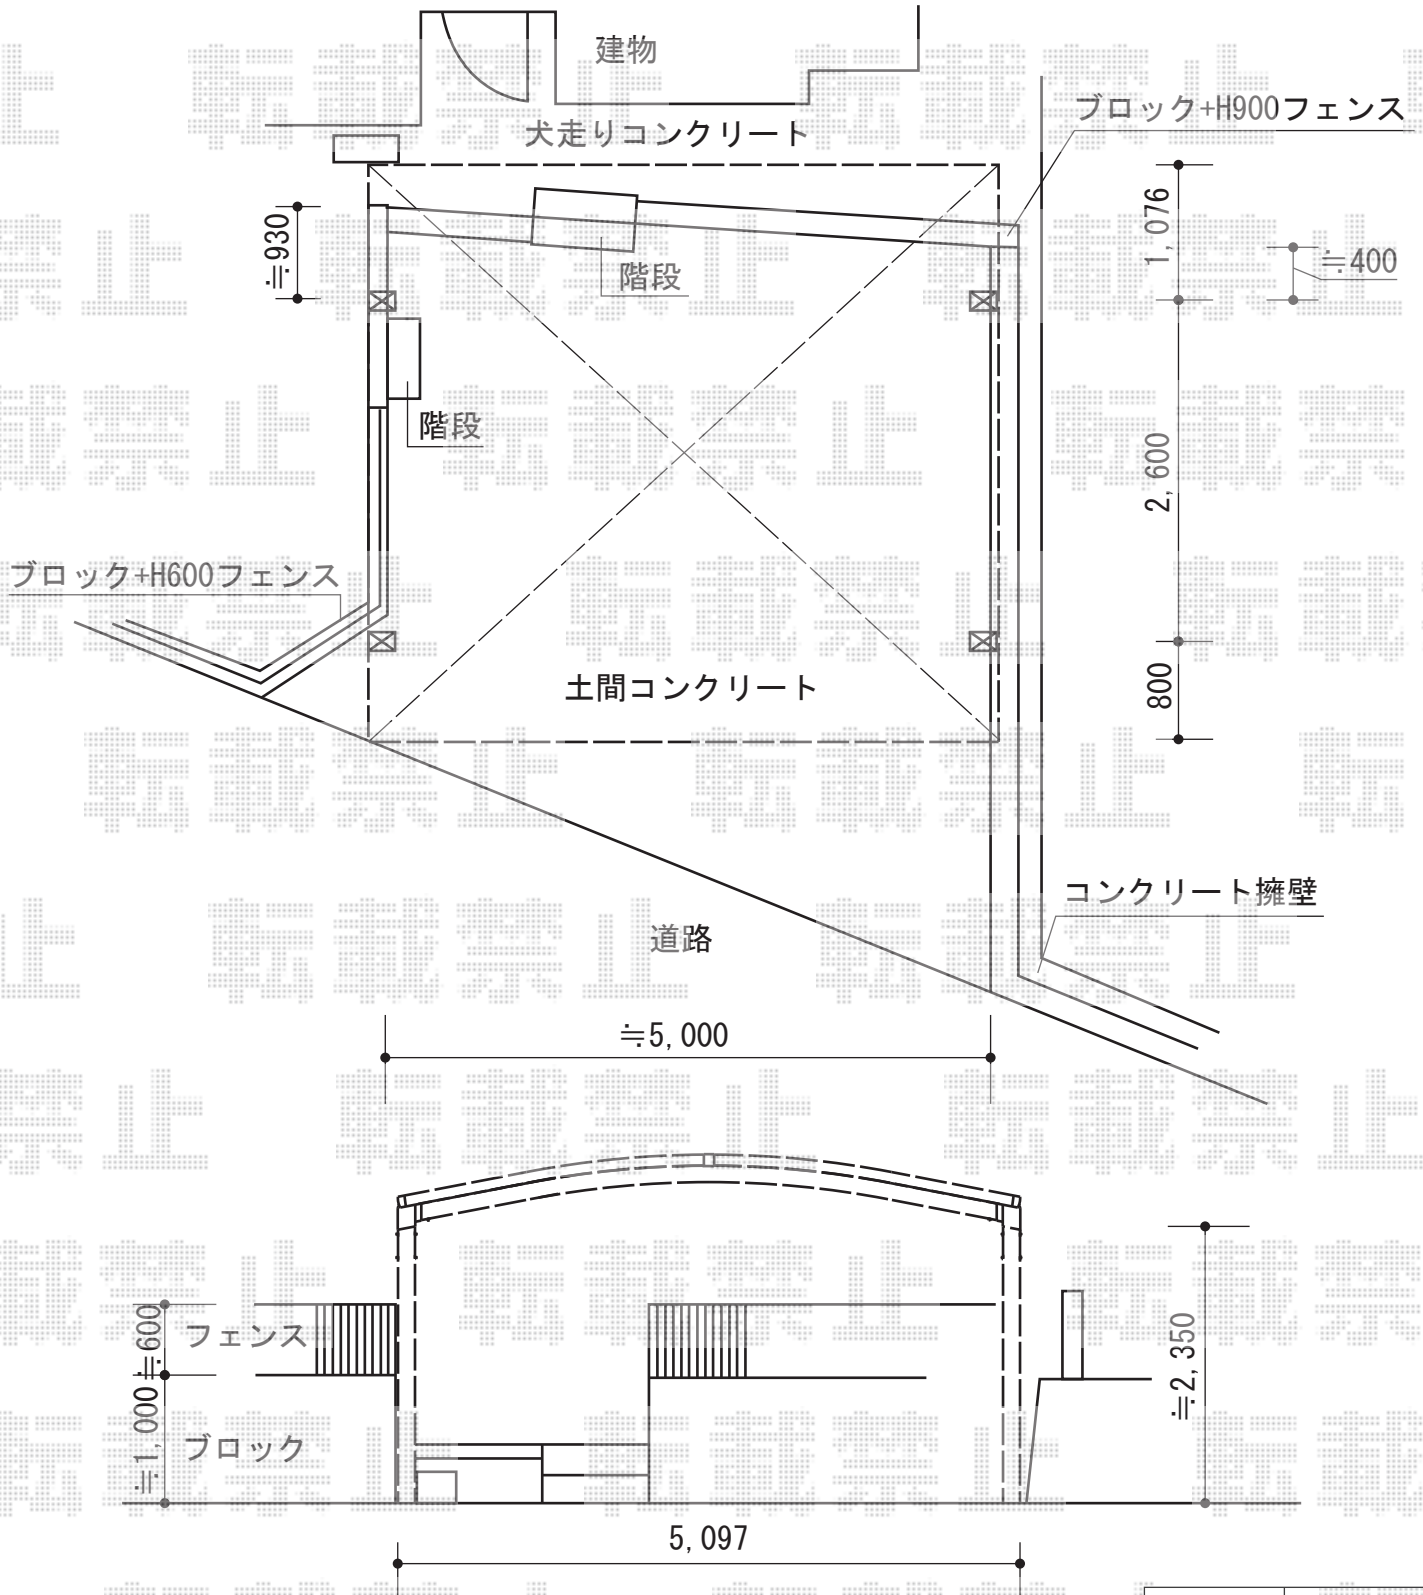 建物
ブロック+H900フェンス
犬走りコンクリート
1,076
≒930
≒400
階段
階段
2,600
ブロック+H600フェンス
土間コンクリート
800
コンクリート擁壁
道路
≒5,000
≒600
フェンス
≒2,350
≒1,000
ブロック
5,097
転載禁止